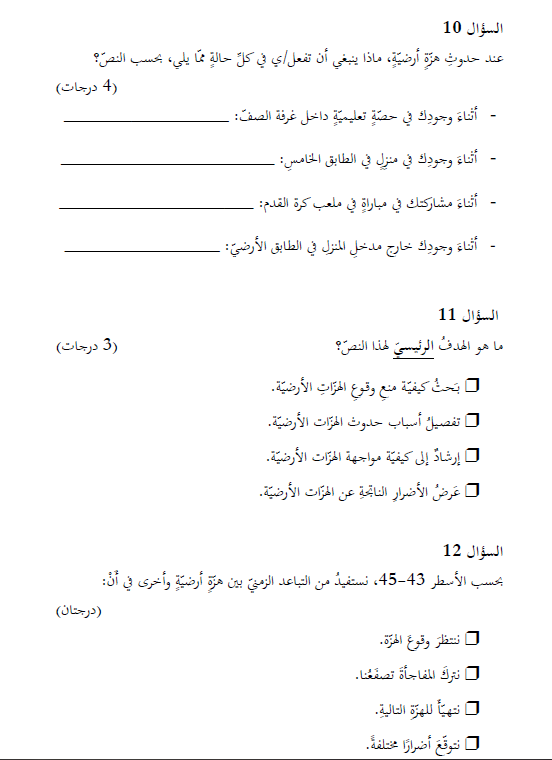 السؤال 10
عند حدوثِ هزّةٍ أرضيّةٍ، ماذا ينبغي أن تفعل/ي في كلِّ حالةٍ ممّا يلي، بحسب النصّ؟
(4 درجات)
- أثناءَ وجودِك في حصّةٍ تعليميّةٍ داخل غرفة الصفّ: ____________________
- أثناءَ وجودِك في منزِلٍ في الطابق الخامسِ: ____________________
- أثناءَ مشاركتك في مباراةٍ في ملعب كرة القدم: ____________________
- أثناءَ وجودِك خارج مدخلِ المنزل في الطابق الأرضيّ: ____________________
السؤال 11
ما هو الهدفُ الرئيسيَ لهذا النصّ؟ (3 درجات)
❒ بَحثُ كيفيّة منعِ وقوعِ الهزّاتِ الأرضيّة.
❒ تفصيلُ أسباب حدوث الهزّات الأرضيّة.
❒ إرشادٌ إلى كيفيّة مواجهة الهزّات الأرضيّة.
❒ عَرضُ الأضرارِ الناتجةِ عن الهزّات الأرضيّة.
السؤال 12
بحسب الأسطر 43-45، نستفيدُ من التباعد الزمنيّ بين هزّةٍ أرضيّةٍ وأخرى في أنْ:
(درجتان)
❒ ننتظرَ وقوعَ الهزّة.
❒ نتركَ المفاجأةَ تصفَعُنا.
❒ نتهيّأَ للهزّةِ التاليةِ.
❒ نتوقّعَ أضرارًا مختلفةً.